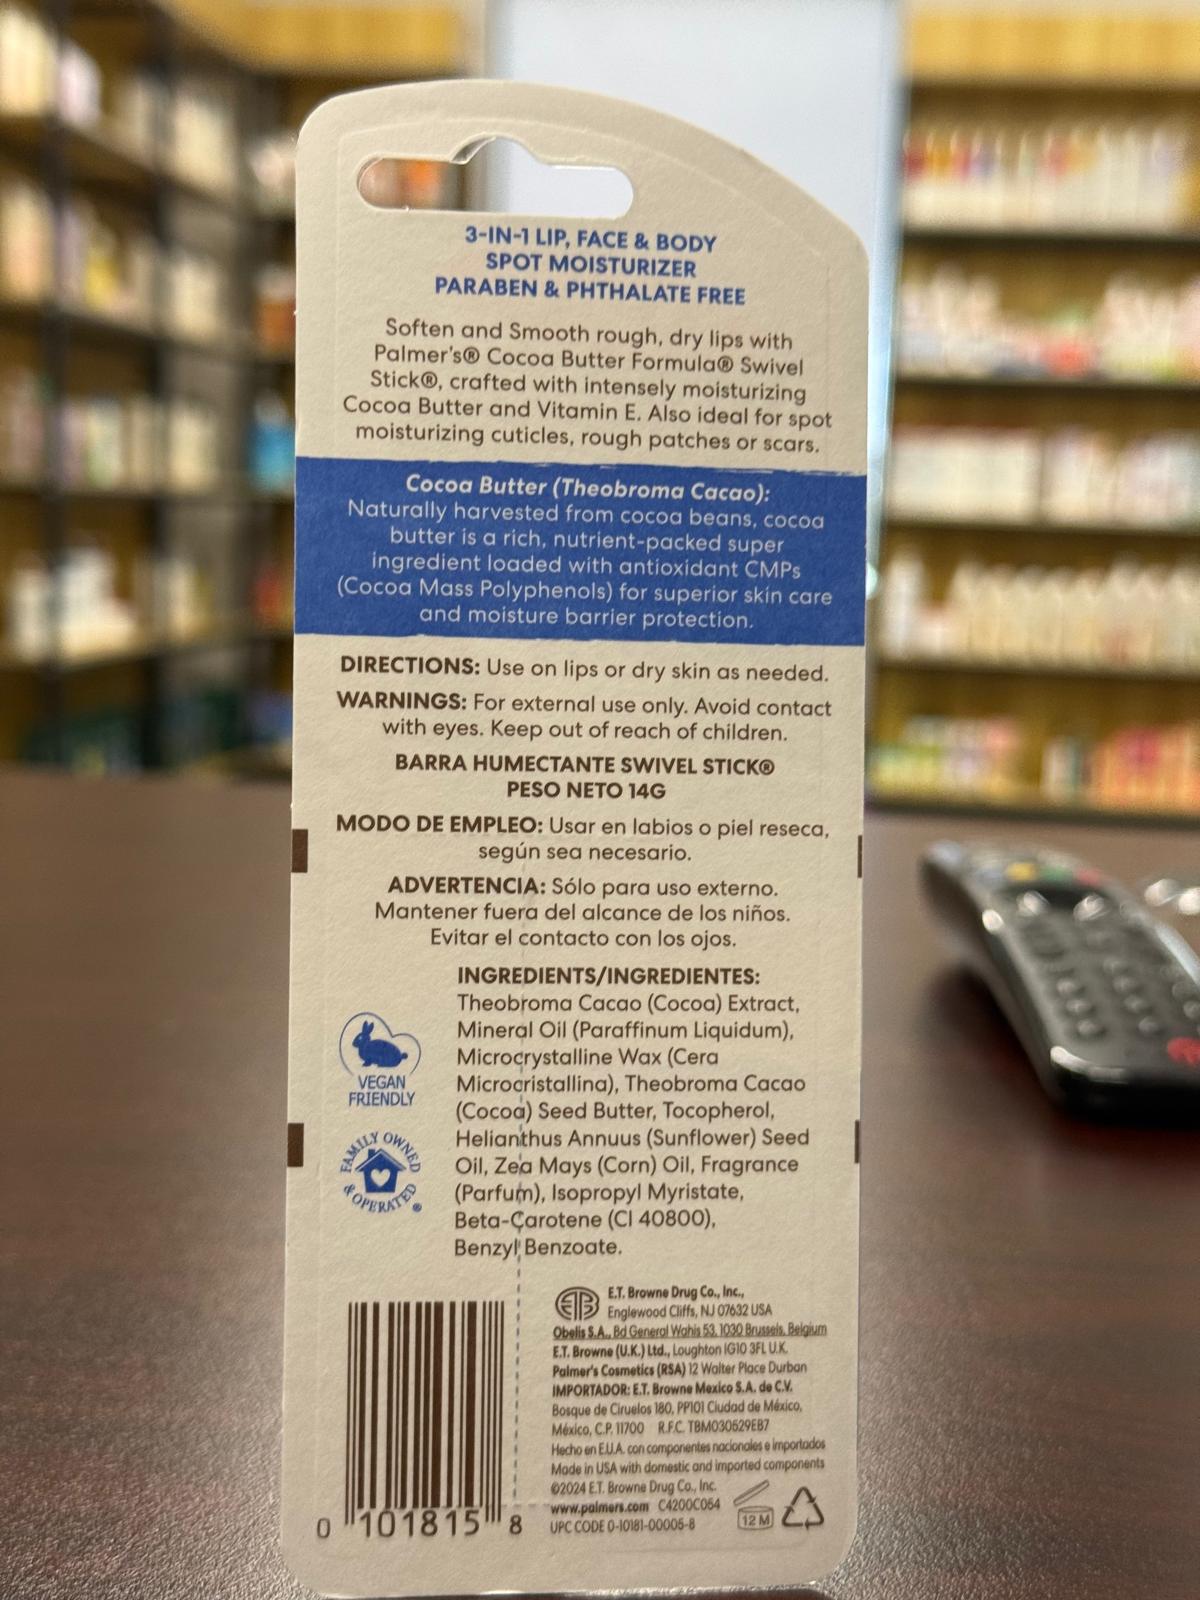 3-IN-1 LIP, FACE & BODY
SPOT MOISTURIZER
PARABEN & PHTHALATE FREE
Soften and Smooth rough, dry lips with
Palmer's® Cocoa Butter Formula® Swivel
Stick®, crafted with intensely moisturizing
Cocoa Butter and Vitamin E. Also ideal for spot
moisturizing cuticles, rough patches or scars.
Cocoa Butter (Theobroma Cacao):
Naturally harvested from cocoa beans, cocoa
butter is a rich, nutrient-packed super
ingredient loaded with antioxidant CMPs
(Cocoa Mass Polyphenols) for superior skin care
and moisture barrier protection.
DIRECTIONS: Use on lips or dry skin as needed.
WARNINGS: For external use only. Avoid contact
with eyes. Keep out of reach of children.
BARRA HUMECTANTE SWIVEL STICK®
PESO NETO 14G
MODO DE EMPLEO: Usar en labios o piel reseca,
según sea necesario.
ADVERTENCIA: Sólo para uso externo.
Mantener fuera del alcance de los niños.
Evitar el contacto con los ojos.
INGREDIENTS/INGREDIENTES:
Theobroma Cacao (Cocoa) Extract,
Mineral Oil (Paraffinum Liquidum),
Microcrystalline Wax (Cera
Microcristallina), Theobroma Cacao
(Cocoa) Seed Butter, Tocopherol,
Helianthus Annuus (Sunflower) Seed
Oil, Zea Mays (Corn) Oil, Fragrance
(Parfum), Isopropyl Myristate,
Beta-Carotene (CI 40800),
Benzyl Benzoate.
VEGAN
FRIENDLY
FAMILY OWNED
& OPERATED®
E.T. Browne Drug Co., Inc.,
Englewood Cliffs, NJ 07632 USA
Obelis S.A., Bd General Wahis 53, 1030 Brussels, Belgium
E.T. Browne (U.K.) Ltd., Loughton IG10 3FL U.K.
Palmer's Cosmetics (RSA) 12 Walter Place Durban
IMPORTADOR: E.T. Browne Mexico S.A. de C.V.
Bosque de Ciruelos 180, PP101 Ciudad de México,
México, C.P. 11700 R.F.C. TBM030529EB7
Hecho en E.U.A. con componentes nacionales e importados
Made in USA with domestic and imported components
©2024 E.T. Browne Drug Co., Inc.
www.palmers.com C4200C064
UPC CODE 0-10181-00005-8
12 M
0 101815 8